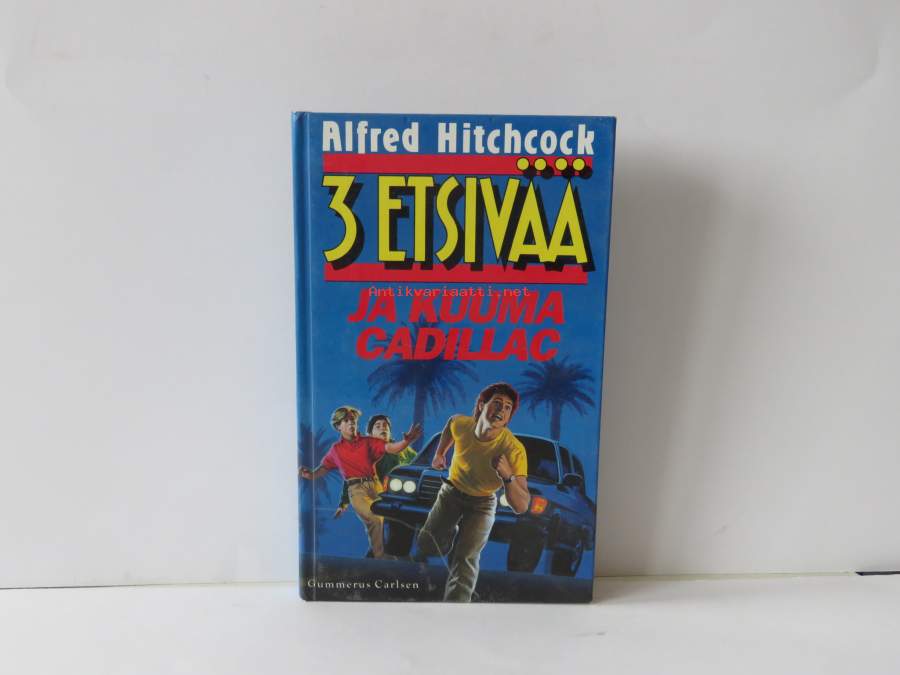 Alfred Hitchcock
3 ETSIVÄÄ
Antikvariaatti.net
JA KUUMA
CADILLAC
Gummerus Carlsen